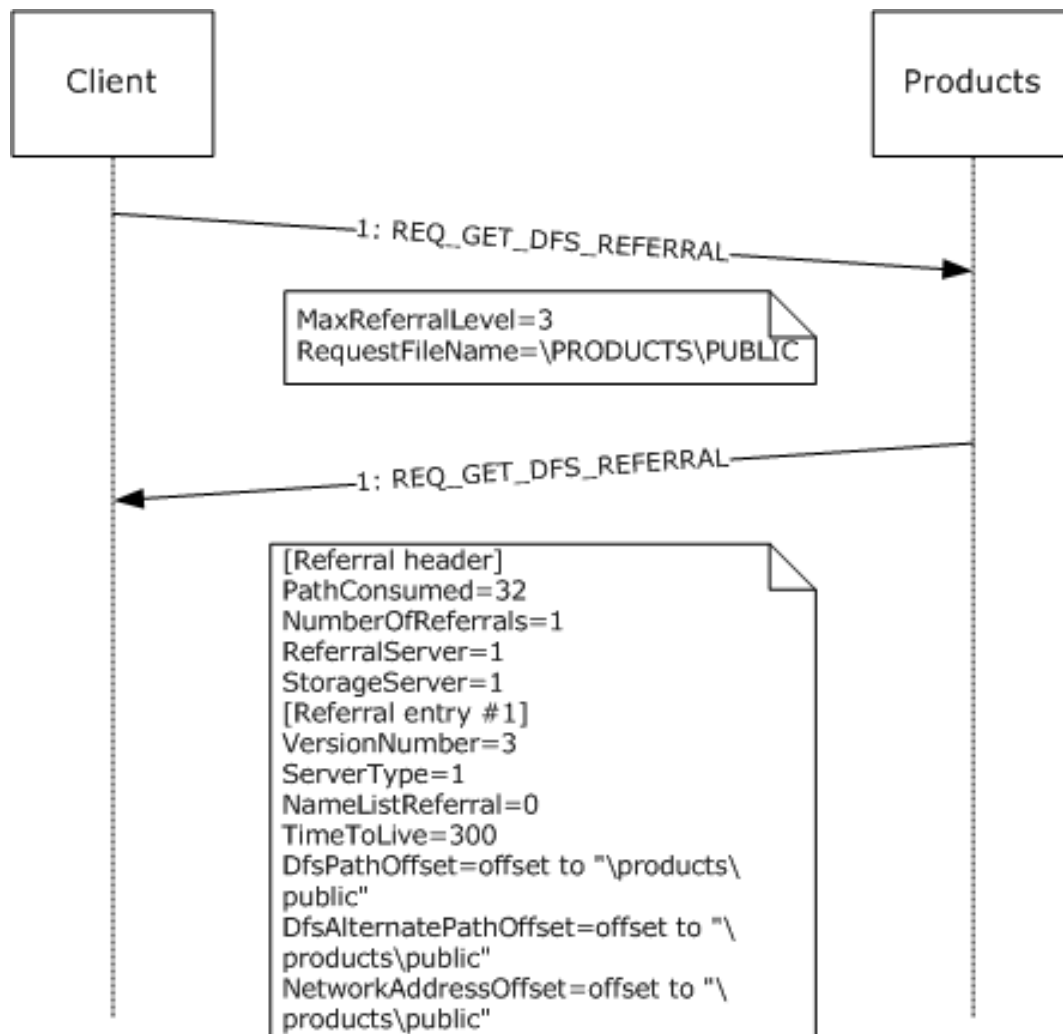 Client
Products
1: REQ_GET_DFS_REFERRAL
MaxReferralLevel=3
RequestFileName=\PRODUCTS\PUBLIC
1: REQ_GET_DFS_REFERRAL
[Referral header]
PathConsumed=32
NumberOfReferrals=1
ReferralServer=1
StorageServer=1
[Referral entry #1]
VersionNumber=3
ServerType=1
NameListReferral=0
TimeToLive=300
DfsPathOffset=offset to "\products\
public"
DfsAlternatePathOffset=offset to "\
products\public"
NetworkAddressOffset=offset to "\
products\public"